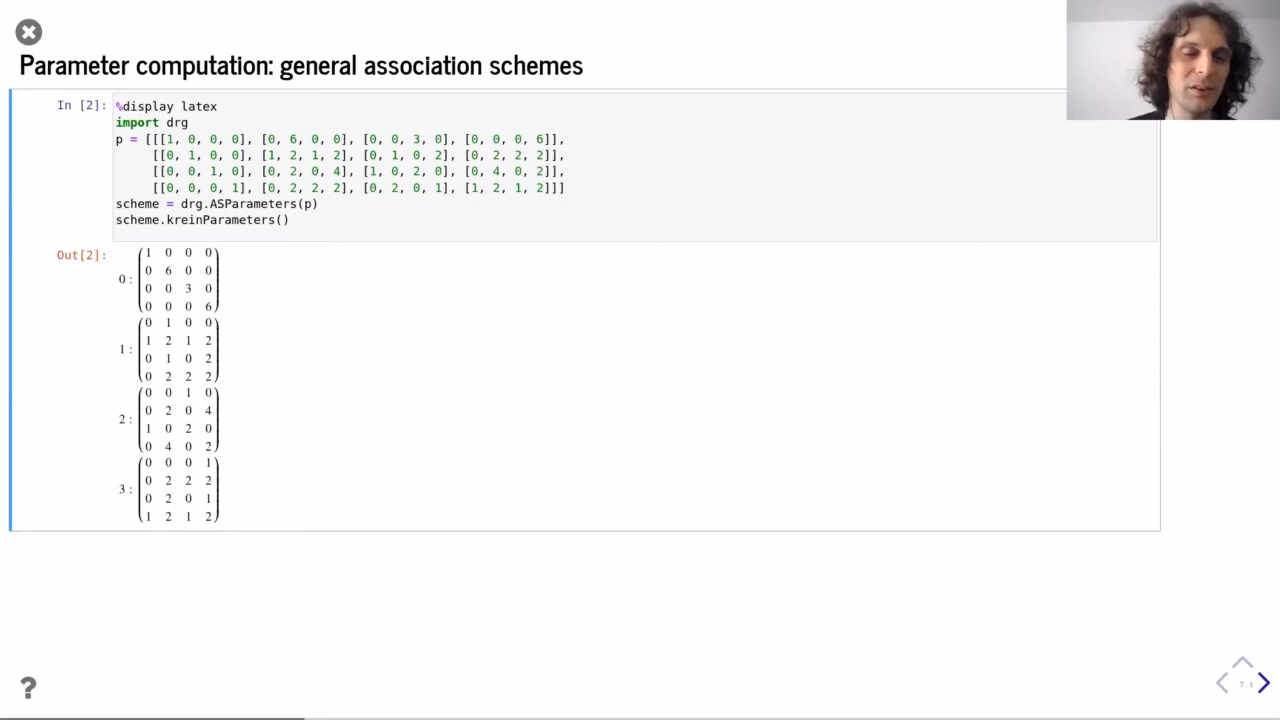 Parameter computation: general association schemes
In [2]: %display latex
import drg
p = [[[1, 0, 0, 0], [0, 6, 0, 0], [0, 0, 3, 0], [0, 0, 0, 6]],
[[0, 1, 0, 0], [1, 2, 1, 2], [0, 1, 0, 2], [0, 2, 2, 2]],
[[0, 0, 1, 0], [0, 2, 0, 4], [1, 0, 2, 0], [0, 4, 0, 2]],
[[0, 0, 0, 1], [0, 2, 2, 2], [0, 2, 0, 1], [1, 2, 1, 2]]]
scheme = drg.ASParameters(p)
scheme.kreinParameters()
Out[2]:
1 0 0 0
0 6 0 0
0 :
0 0 3 0
0 0 0 6
0 1 0 0
1 2 1 2
1 :
0 1 0 2
0 2 2 2
0 0 1 0
0 2 0 4
2 :
1 0 2 0
0 4 0 2
0 0 0 1
0 2 2 2
3 :
0 2 0 1
1 2 1 2
?
7.1